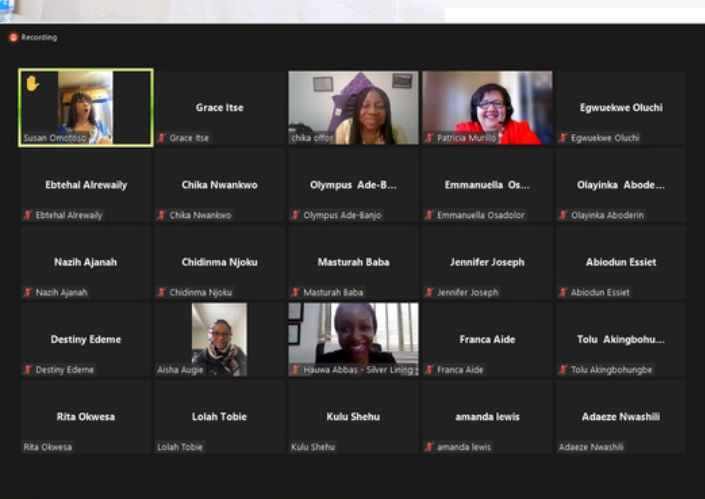 Recording
Susan Omotoso
Grace Itse
Grace Itse
chika offor
Patricia Murillo
Egwuekwe Oluchi
Egwuekwe Oluchi
Ebtehal Alrewaily
Ebtehal Alrewaily
Chika Nwankwo
Chika Nwankwo
Olympus Ade-B...
Olympus Ade-Banjo
Emmanuella Os...
Emmanuella Osadolor
Olayinka Abode...
Olayinka Aboderin
Nazih Ajanah
Nazih Ajanah
Chidinma Njoku
Chidinma Njoku
Masturah Baba
Masturah Baba
Jennifer Joseph
Jennifer Joseph
Abiodun Essiet
Abiodun Essiet
Destiny Edeme
Destiny Edeme
Aisha Augie
Hauwa Abbas - Silver Lining
Franca Aide
Franca Aide
Tolu Akingbohu...
Tolu Akingbohungbe
Rita Okwesa
Rita Okwesa
Lolah Tobie
Lolah Tobie
Kulu Shehu
Kulu Shehu
amanda lewis
amanda lewis
Adaeze Nwashili
Adaeze Nwashili